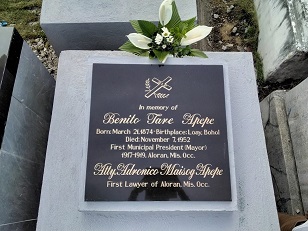 In memory of
Benito Tare Apepe
Born: March 21, 1874 · Birthplace: Loay, Bohol
Died: November 7, 1952
First Municipal President (Mayor)
1917-1919, Aloran, Mis. Occ.
Atty. Adronico Maisog Apepe
First Lawyer of Aloran, Mis. Occ.